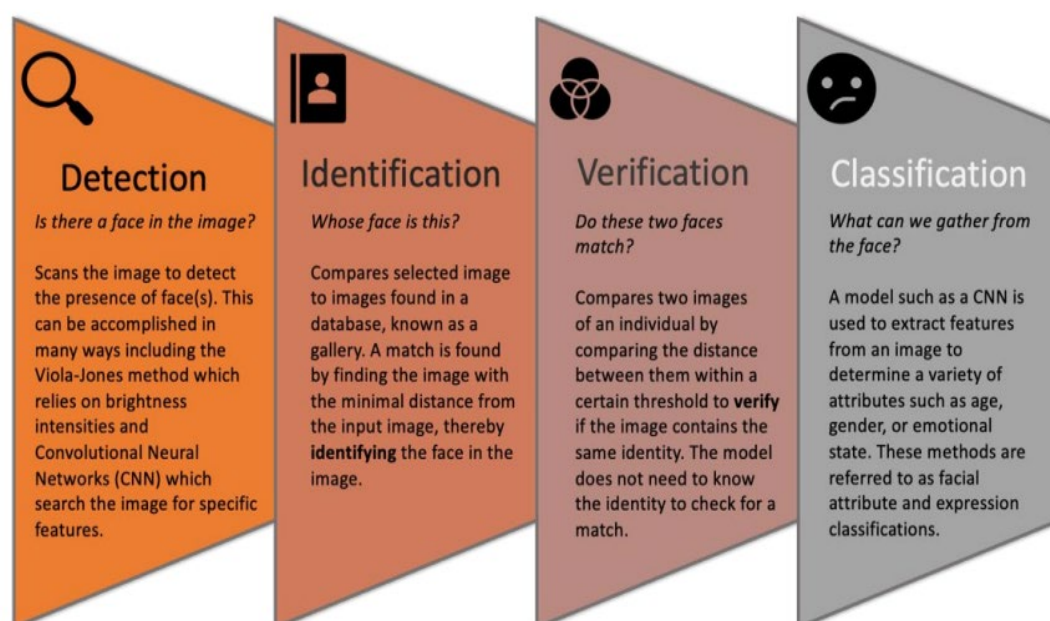 Detection
Is there a face in the image?
Scans the image to detect
the presence of face(s). This
can be accomplished in
many ways including the
Viola-Jones method which
relies on brightness
intensities and
Convolutional Neural
Networks (CNN) which
search the image for specific
features.
Identification
Whose face is this?
Compares selected image
to images found in a
database, known as a
gallery. A match is found
by finding the image with
the minimal distance from
the input image, thereby
identifying the face in the
image.
Verification
Do these two faces
match?
Compares two images
of an individual by
comparing the distance
between them within a
certain threshold to verify
if the image contains the
same identity. The model
does not need to know
the identity to check for a
match.
Classification
What can we gather from
the face?
A model such as a CNN is
used to extract features
from an image to
determine a variety of
attributes such as age,
gender, or emotional
state. These methods are
referred to as facial
attribute and expression
classifications.